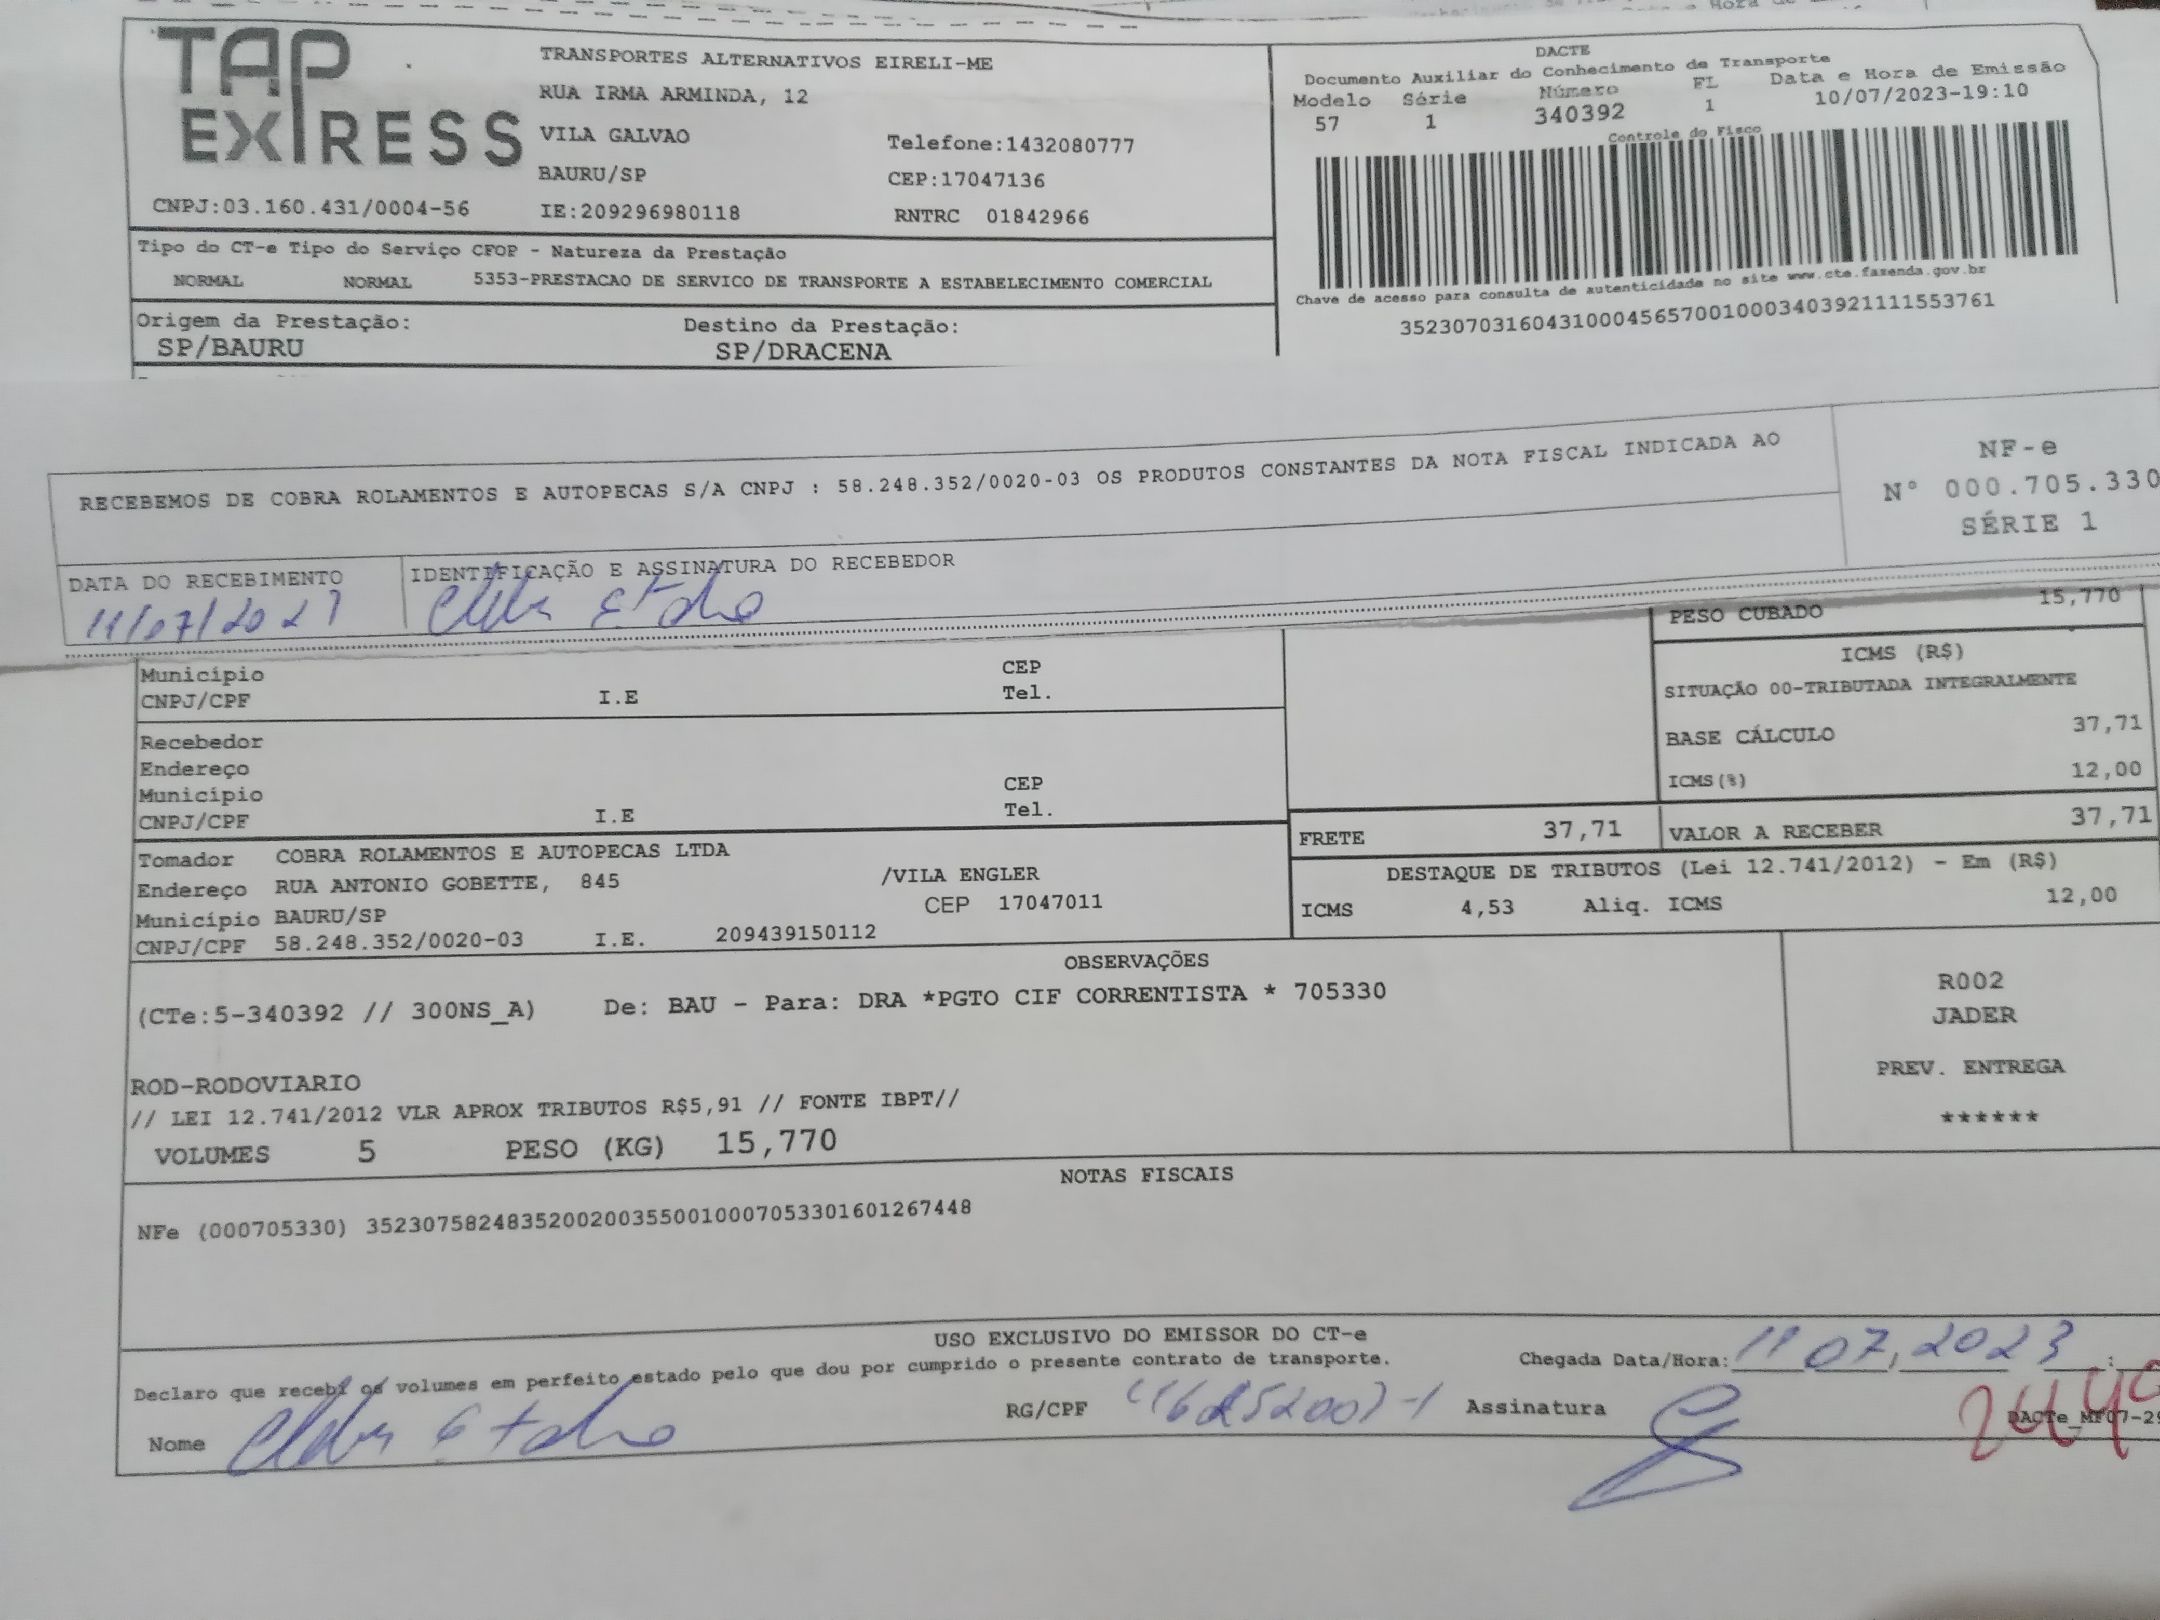 TAP
EXPRESS
TRANSPORTES ALTERNATIVOS EIRELI-ME
RUA IRMA ARMINDA, 12
VILA GALVAO Telefone:1432080777
BAURU/SP CEP:17047136
CNPJ:03.160.431/0004-56 IE:209296980118 RNTRC 01842966
DACTE
Documento Auxiliar do Conhecimento de Transporte
Modelo Série Número FL Data e Hora de Emissão
57 1 340392 1 10/07/2023-19:10
Controle do Fisco
Chave de acesso para consulta de autenticidade no site www.cte.fazenda.gov.br
35230703160431000456570010003403921111553761
Tipo do CT-e Tipo do Serviço CFOP - Natureza da Prestação
NORMAL NORMAL 5353-PRESTACAO DE SERVICO DE TRANSPORTE A ESTABELECIMENTO COMERCIAL
Origem da Prestação: Destino da Prestação:
SP/BAURU SP/DRACENA
RECEBEMOS DE COBRA ROLAMENTOS E AUTOPECAS S/A CNPJ : 58.248.352/0020-03 OS PRODUTOS CONSTANTES DA NOTA FISCAL INDICADA AO
NF-e
N° 000.705.330
SÉRIE 1
DATA DO RECEBIMENTO IDENTIFICAÇÃO E ASSINATURA DO RECEBEDOR
11/07/2023
PESO CUBADO 15,770
Município CEP
CNPJ/CPF I.E Tel.
Recebedor
Endereço
Município CEP
CNPJ/CPF I.E Tel.
ICMS (R$)
SITUAÇÃO 00-TRIBUTADA INTEGRALMENTE
BASE CÁLCULO 37,71
ICMS(%) 12,00
FRETE 37,71 VALOR A RECEBER 37,71
Tomador COBRA ROLAMENTOS E AUTOPECAS LTDA
Endereço RUA ANTONIO GOBETTE, 845 /VILA ENGLER
Município BAURU/SP CEP 17047011
CNPJ/CPF 58.248.352/0020-03 I.E. 209439150112
DESTAQUE DE TRIBUTOS (Lei 12.741/2012) - Em (R$)
ICMS 4,53 Aliq. ICMS 12,00
OBSERVAÇÕES
(CTe:5-340392 // 300NS_A) De: BAU - Para: DRA *PGTO CIF CORRENTISTA * 705330
R002
JADER
PREV. ENTREGA
******
ROD-RODOVIARIO
// LEI 12.741/2012 VLR APROX TRIBUTOS R$5,91 // FONTE IBPT//
VOLUMES 5 PESO (KG) 15,770
NOTAS FISCAIS
NFe (000705330) 35230758248352002003550010007053301601267448
USO EXCLUSIVO DO EMISSOR DO CT-e
Declaro que recebi os volumes em perfeito estado pelo que dou por cumprido o presente contrato de transporte. Chegada Data/Hora: 11 07, 2023 :
Nome RG/CPF Assinatura
DACTe_MF07-29